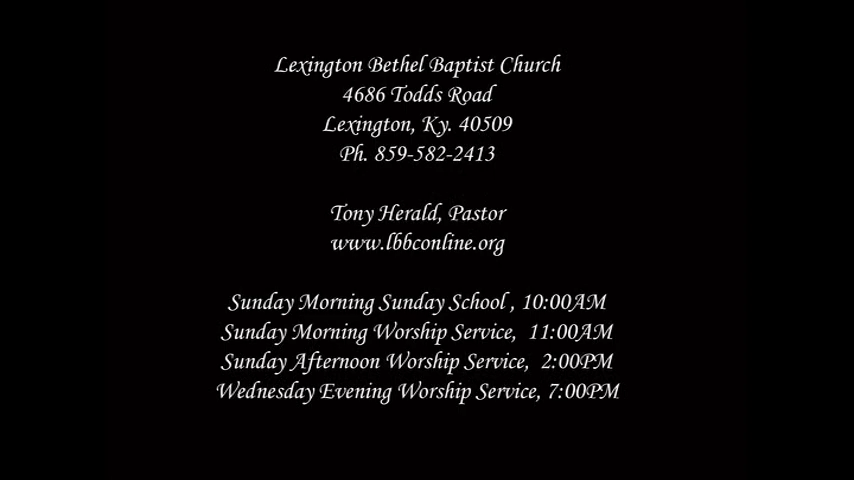 Lexington Bethel Baptist Church
4686 Todds Road
Lexington, Ky. 40509
Ph. 859-582-2413
Tony Herald, Pastor
www.lbbconline.org
Sunday Morning Sunday School , 10:00AM
Sunday Morning Worship Service, 11:00AM
Sunday Afternoon Worship Service, 2:00PM
Wednesday Evening Worship Service, 7:00PM